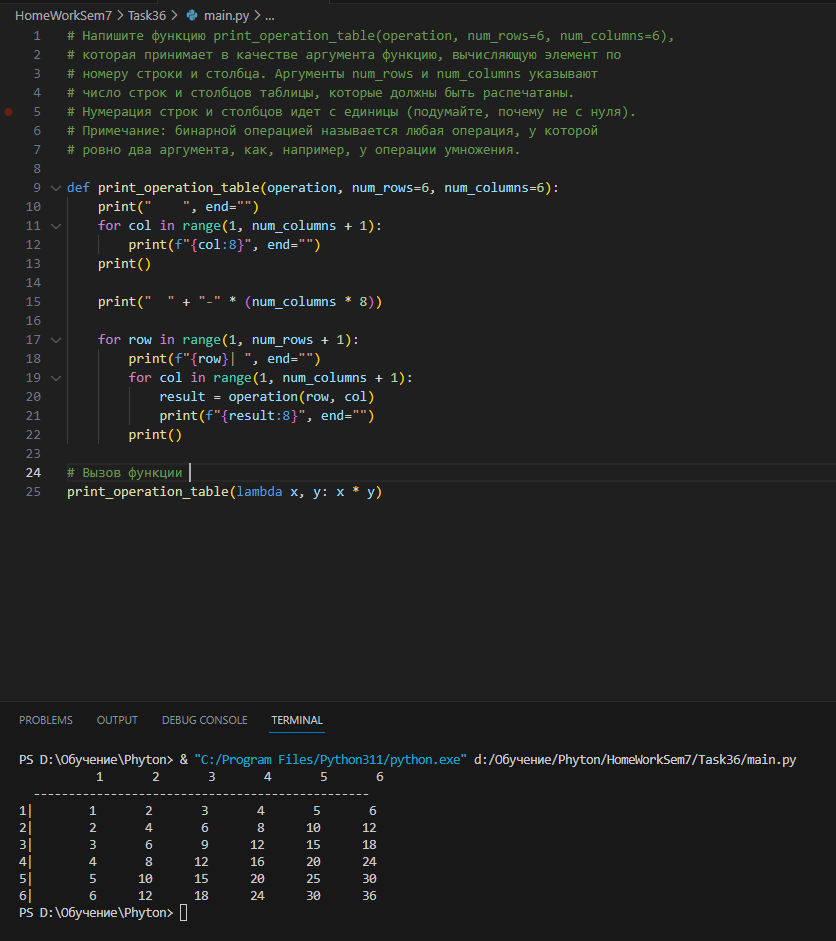 HomeWorkSem7 > Task36 > main.py > ...
1 # Напишите функцию print_operation_table(operation, num_rows=6, num_columns=6),
2 # которая принимает в качестве аргумента функцию, вычисляющую элемент по
3 # номеру строки и столбца. Аргументы num_rows и num_columns указывают
4 # число строк и столбцов таблицы, которые должны быть распечатаны.
5 # Нумерация строк и столбцов идет с единицы (подумайте, почему не с нуля).
6 # Примечание: бинарной операцией называется любая операция, у которой
7 # ровно два аргумента, как, например, у операции умножения.
8
9 def print_operation_table(operation, num_rows=6, num_columns=6):
10     print("    ", end="")
11     for col in range(1, num_columns + 1):
12         print(f"{col:8}", end="")
13     print()
14
15     print("  " + "-" * (num_columns * 8))
16
17     for row in range(1, num_rows + 1):
18         print(f"{row}| ", end="")
19         for col in range(1, num_columns + 1):
20             result = operation(row, col)
21             print(f"{result:8}", end="")
22         print()
23
24 # Вызов функции
25 print_operation_table(lambda x, y: x * y)
PROBLEMS OUTPUT DEBUG CONSOLE TERMINAL
PS D:\Обучение\Phyton> & "C:/Program Files/Python311/python.exe" d:/Обучение/Phyton/HomeWorkSem7/Task36/main.py
           1       2       3       4       5       6
  ------------------------------------------------
1|        1       2       3       4       5       6
2|        2       4       6       8      10      12
3|        3       6       9      12      15      18
4|        4       8      12      16      20      24
5|        5      10      15      20      25      30
6|        6      12      18      24      30      36
PS D:\Обучение\Phyton>